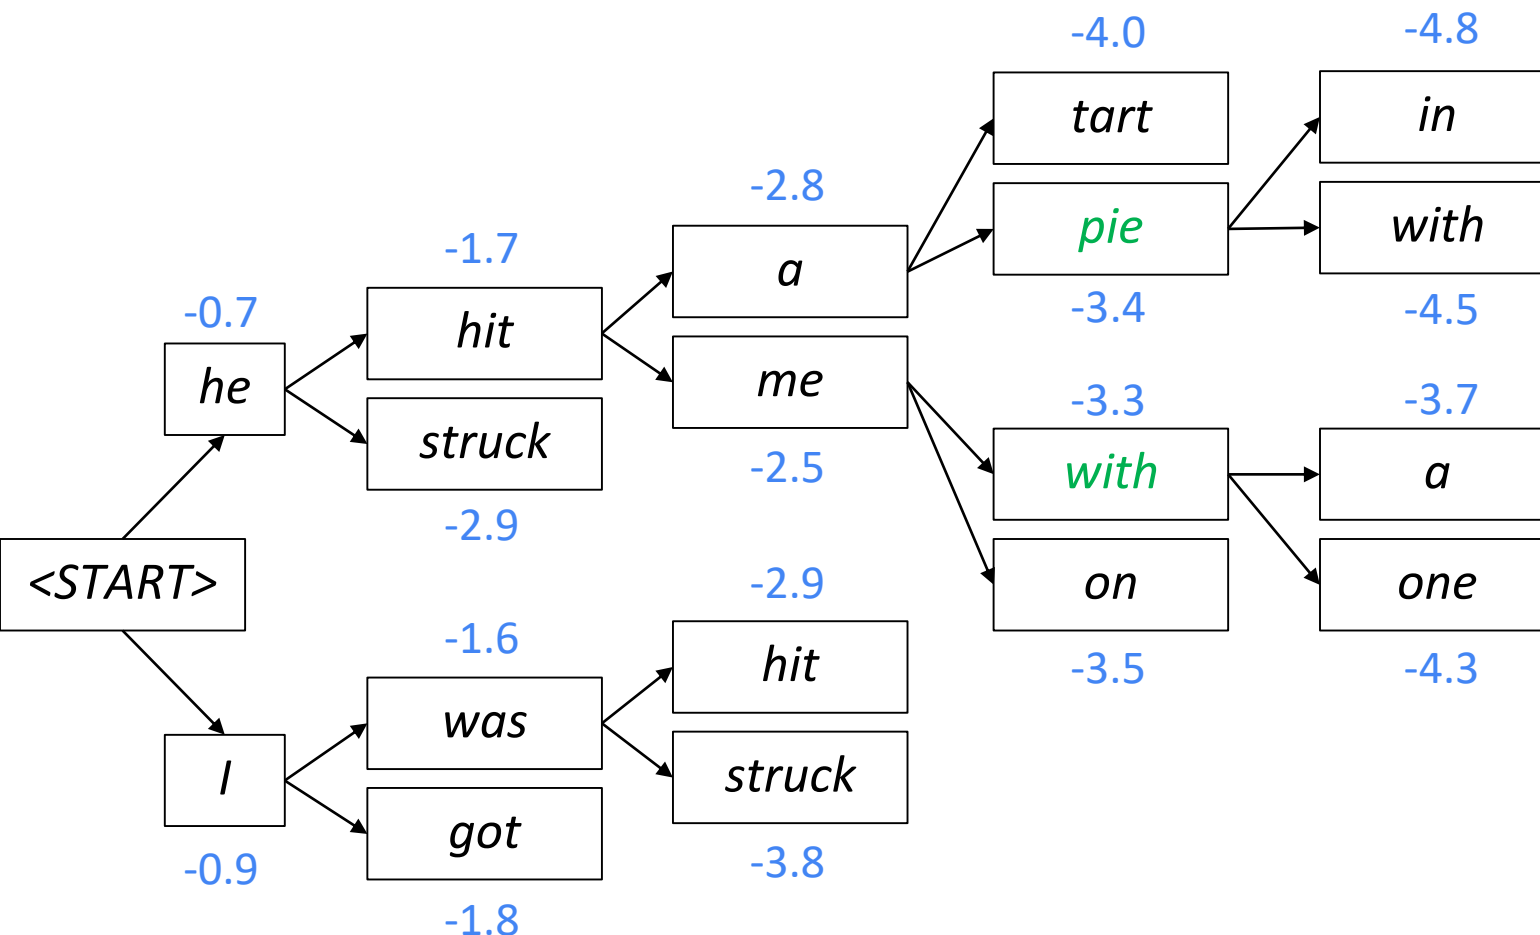 -4.0
-4.8
tart
in
-2.8
pie
with
-1.7
a
-3.4
-4.5
-0.7
hit
he
me
-3.3
-3.7
struck
-2.5
with
a
-2.9
<START>
-2.9
on
one
-1.6
hit
-3.5
-4.3
was
I
struck
got
-0.9
-3.8
-1.8